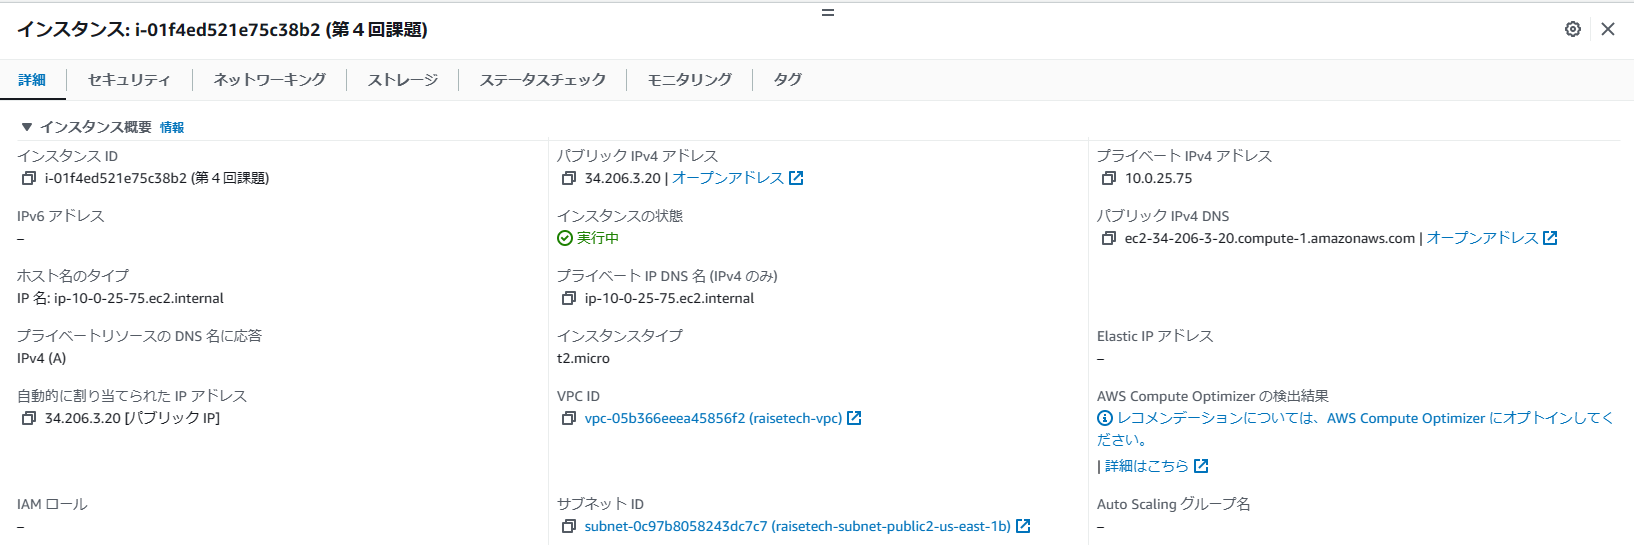 インスタンス: i-01f4ed521e75c38b2 (第４回課題)
詳細
セキュリティ
ネットワーキング
ストレージ
ステータスチェック
モニタリング
タグ
▼ インスタンス概要 情報
インスタンス ID
i-01f4ed521e75c38b2 (第４回課題)
パブリック IPv4 アドレス
34.206.3.20 | オープンアドレス
プライベート IPv4 アドレス
10.0.25.75
IPv6 アドレス
–
インスタンスの状態
実行中
パブリック IPv4 DNS
ec2-34-206-3-20.compute-1.amazonaws.com | オープンアドレス
ホスト名のタイプ
IP 名: ip-10-0-25-75.ec2.internal
プライベート IP DNS 名 (IPv4 のみ)
ip-10-0-25-75.ec2.internal
プライベートリソースの DNS 名に応答
IPv4 (A)
インスタンスタイプ
t2.micro
Elastic IP アドレス
–
自動的に割り当てられた IP アドレス
34.206.3.20 [パブリック IP]
VPC ID
vpc-05b366eeea45856f2 (raisetech-vpc)
AWS Compute Optimizer の検出結果
レコメンデーションについては、AWS Compute Optimizer にオプトインしてく
ださい。
| 詳細はこちら
IAM ロール
–
サブネット ID
subnet-0c97b8058243dc7c7 (raisetech-subnet-public2-us-east-1b)
Auto Scaling グループ名
–